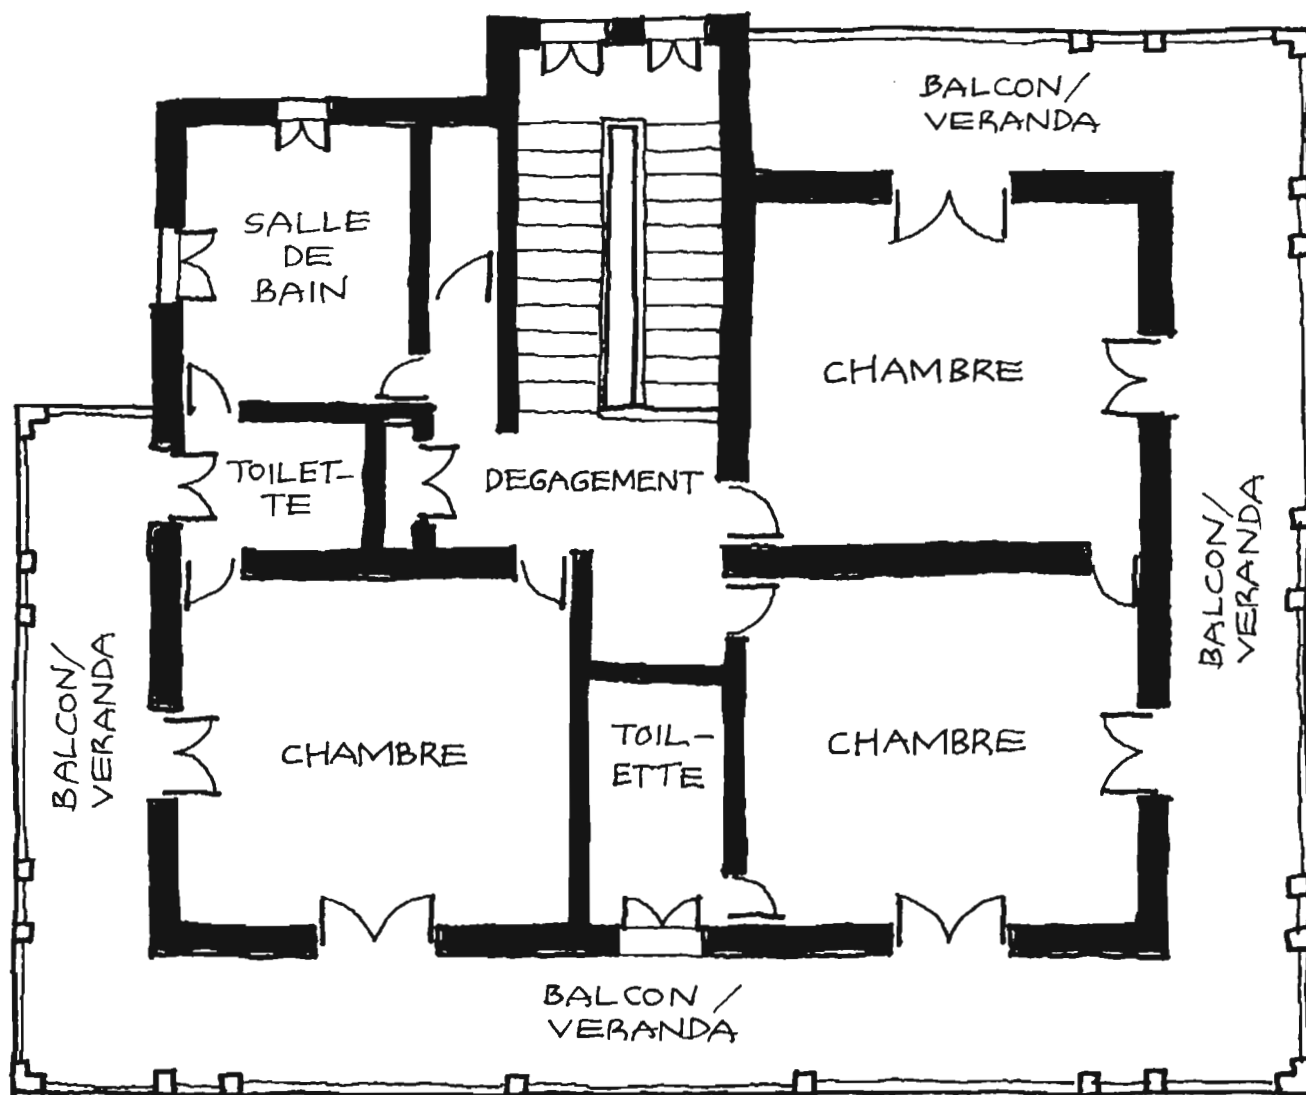 BALCON/
VERANDA
SALLE
DE
BAIN
CHAMBRE
TOILET-
TE
DEGAGEMENT
BALCON/
VERANDA
BALCON/
VERANDA
CHAMBRE
TOIL-
ETTE
CHAMBRE
BALCON/
VERANDA